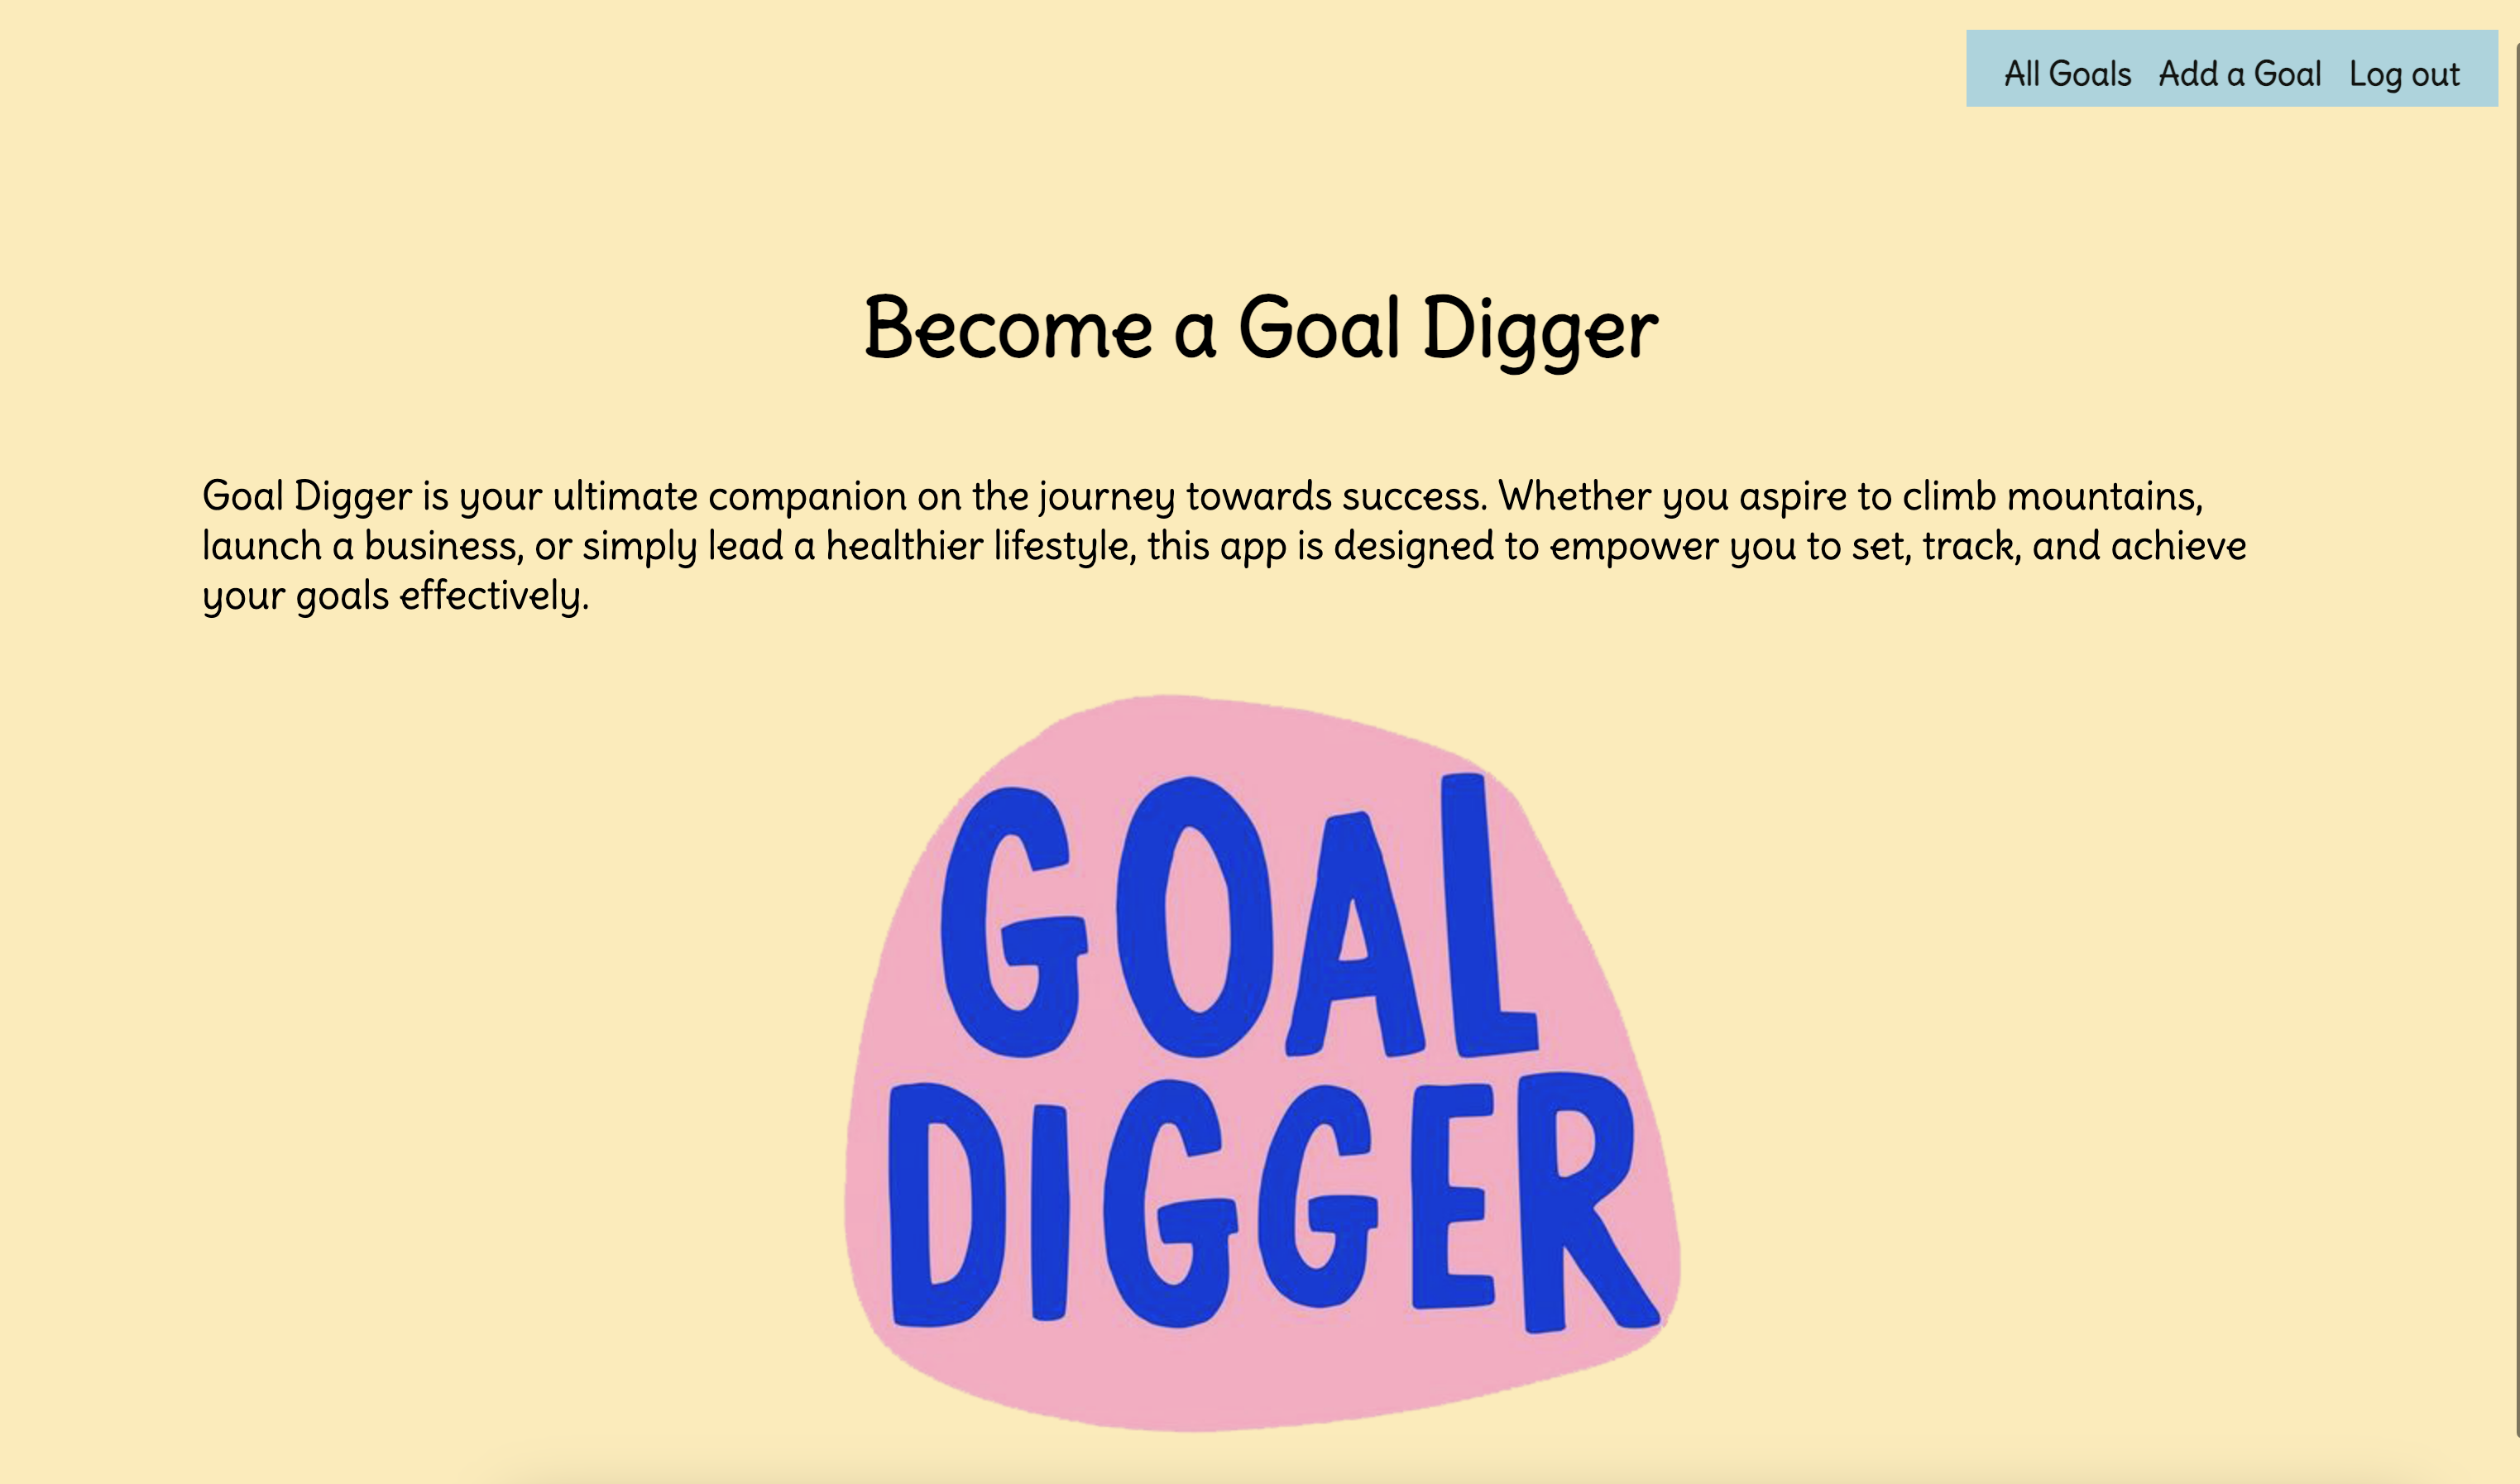 All Goals Add a Goal Log out
Become a Goal Digger
Goal Digger is your ultimate companion on the journey towards success. Whether you aspire to climb mountains,
launch a business, or simply lead a healthier lifestyle, this app is designed to empower you to set, track, and achieve
your goals effectively.
GOAL
DIGGER